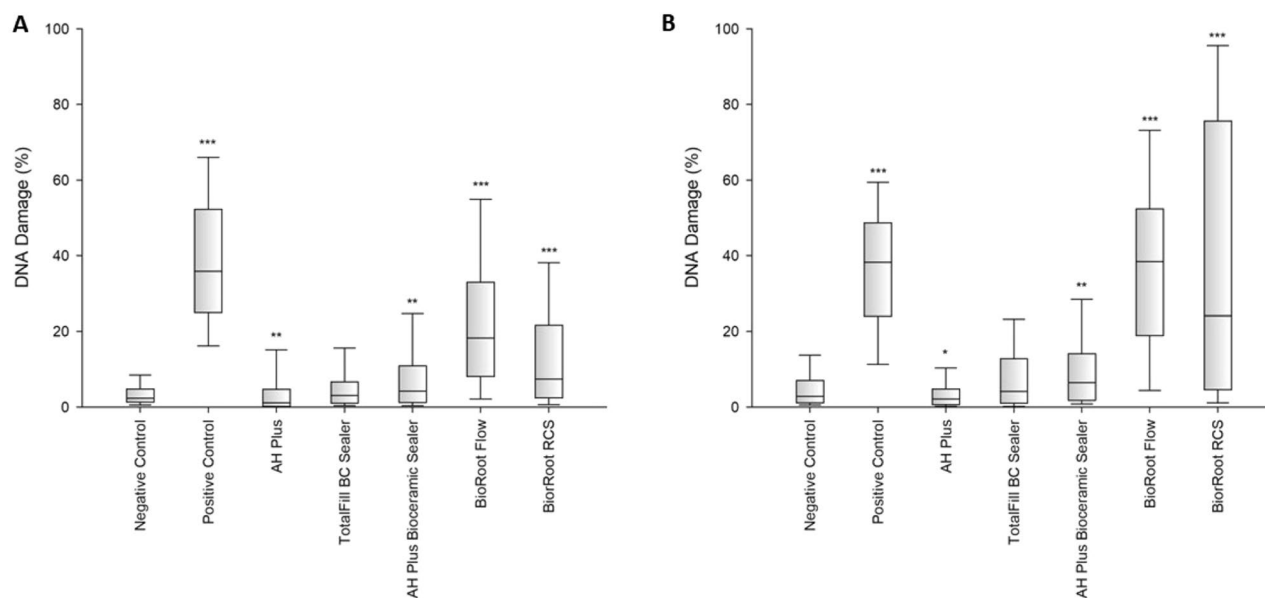 A
100
80
60
40
20
0
DNA Damage (%)
***
**
**
***
***
Negative Control
Positive Control
AH Plus
TotalFill BC Sealer
AH Plus Bioceramic Sealer
BioRoot Flow
BiorRoot RCS
B
100
80
60
40
20
0
DNA Damage (%)
***
*
**
***
***
Negative Control
Positive Control
AH Plus
TotalFill BC Sealer
AH Plus Bioceramic Sealer
BioRoot Flow
BiorRoot RCS